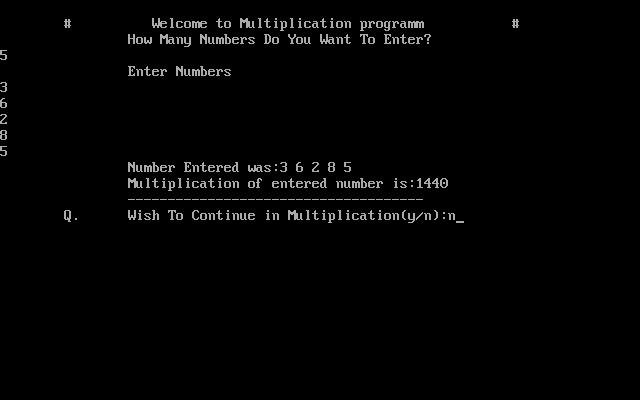 # Welcome to Multiplication programm #
How Many Numbers Do You Want To Enter?
5
Enter Numbers
3
6
2
8
5
Number Entered was:3 6 2 8 5
Multiplication of entered number is:1440
-------------------------------------
Q. Wish To Continue in Multiplication(y/n):n_